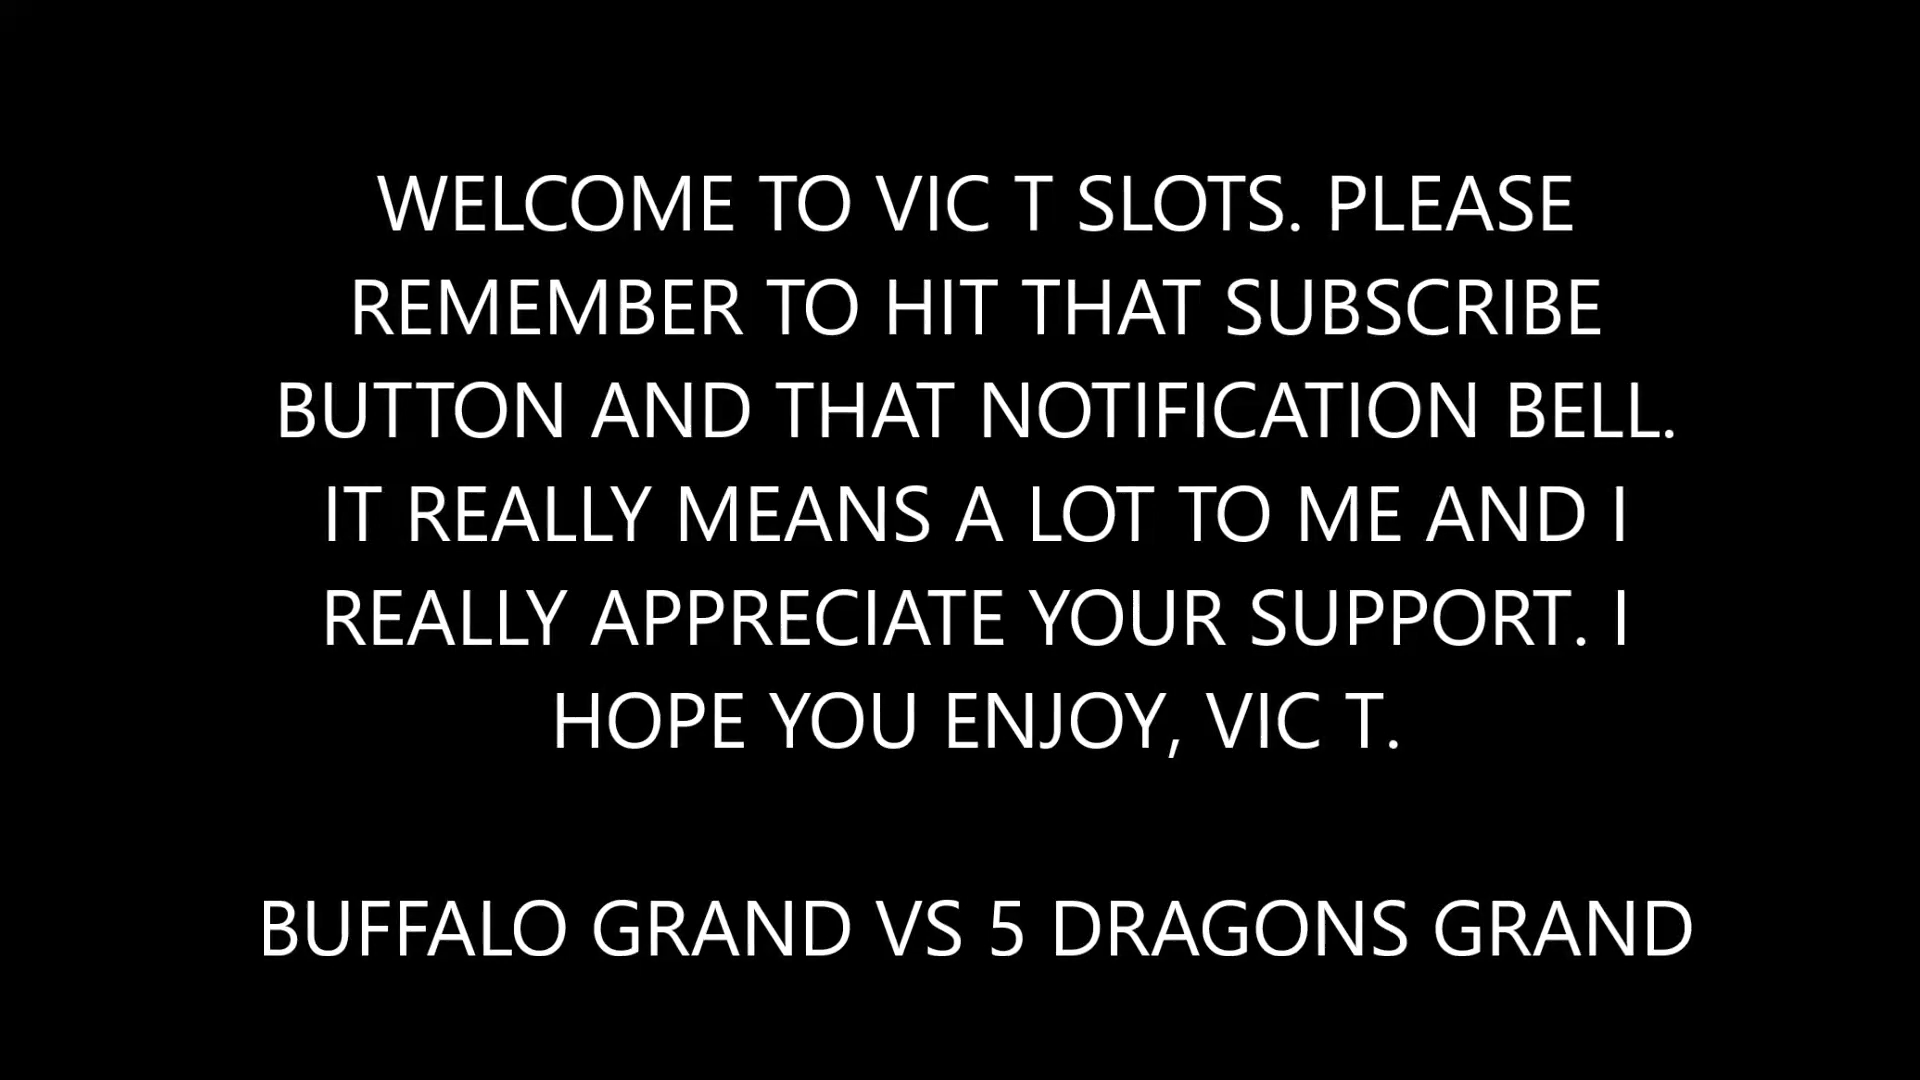 WELCOME TO VIC T SLOTS. PLEASE
REMEMBER TO HIT THAT SUBSCRIBE
BUTTON AND THAT NOTIFICATION BELL.
IT REALLY MEANS A LOT TO ME AND I
REALLY APPRECIATE YOUR SUPPORT. I
HOPE YOU ENJOY, VIC T.
BUFFALO GRAND VS 5 DRAGONS GRAND